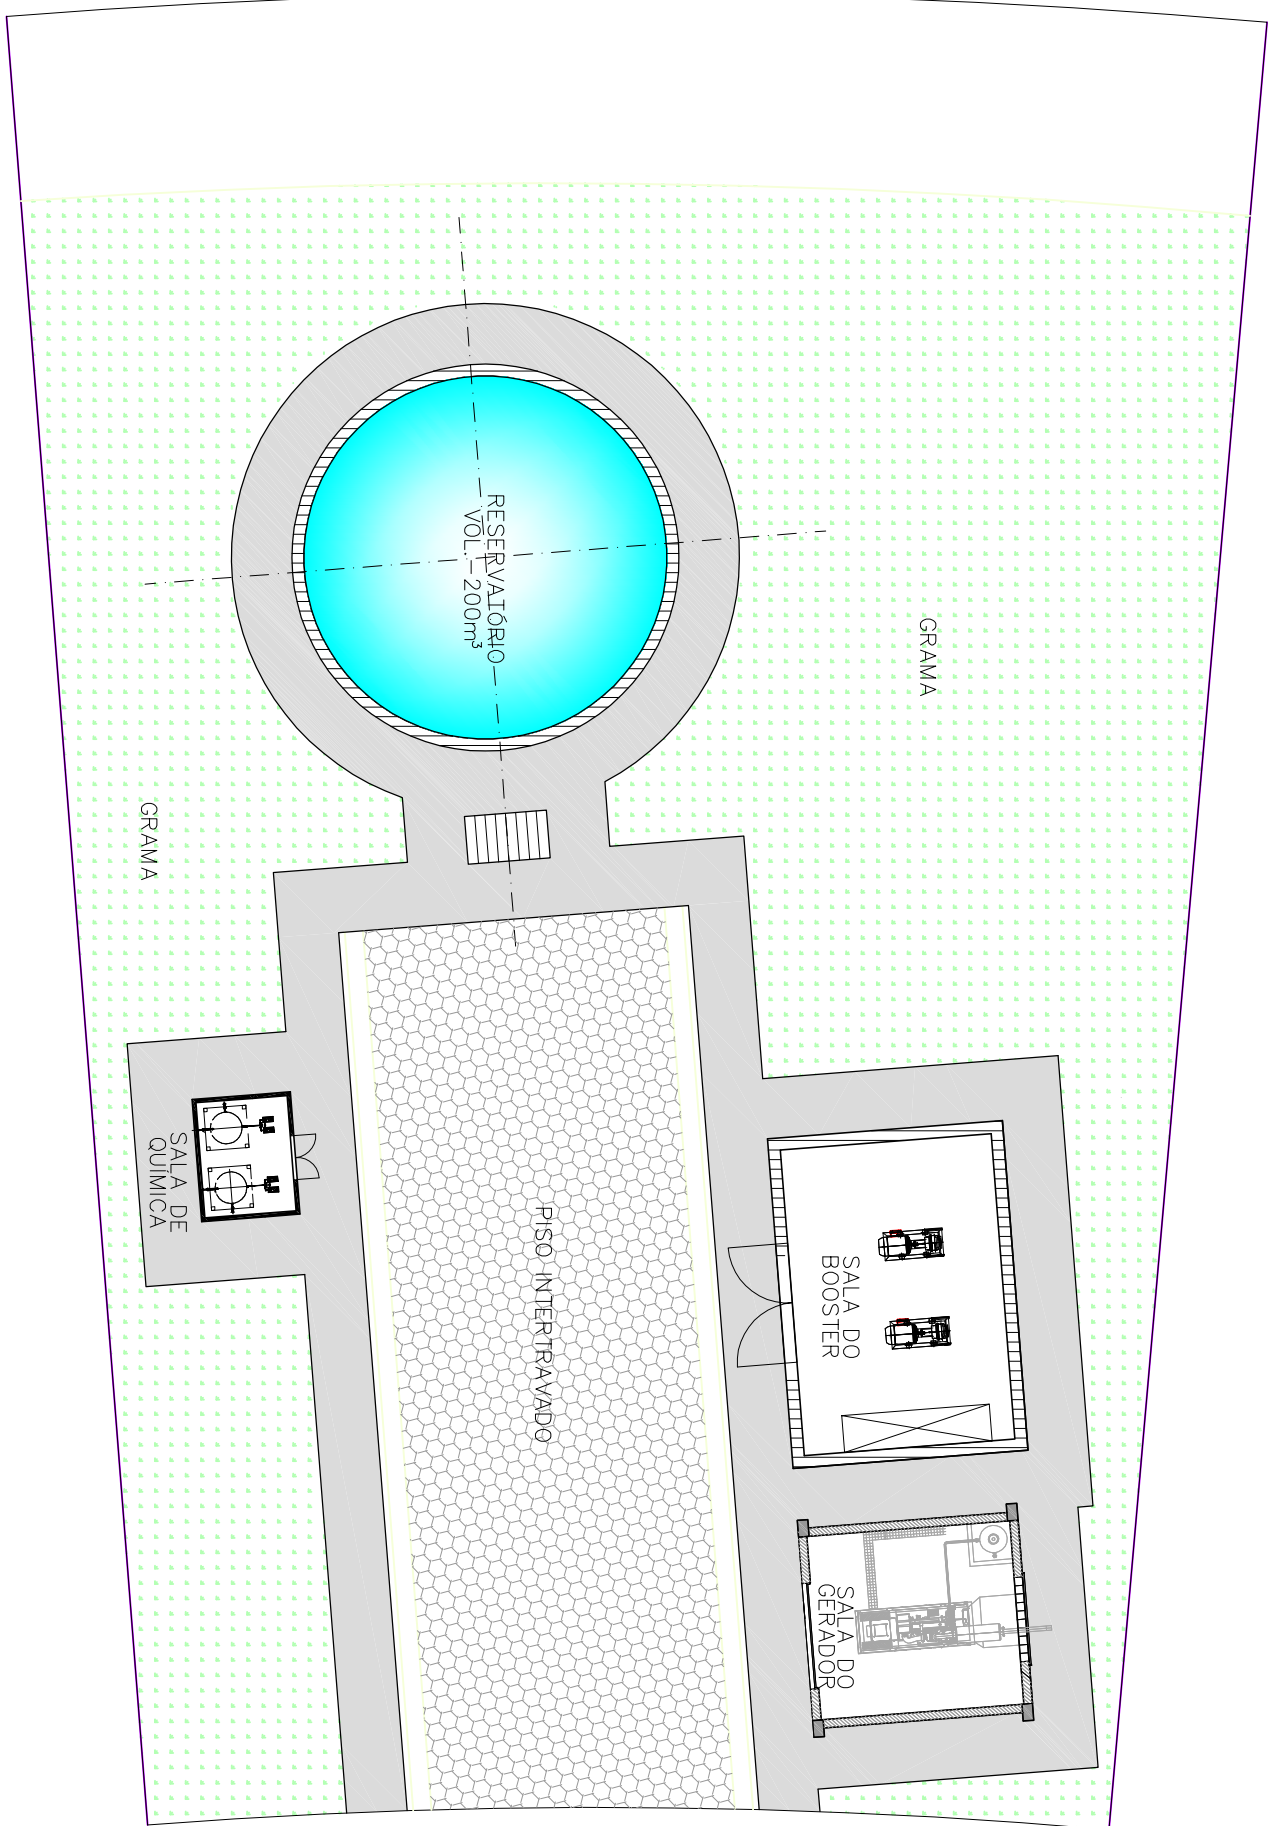 RESERVATÓRIO
VOL.-200m³
GRAMA
GRAMA
SALA DE
QUÍMICA
PISO INTERTRAVADO
SALA DO
BOOSTER
SALA DO
GERADOR